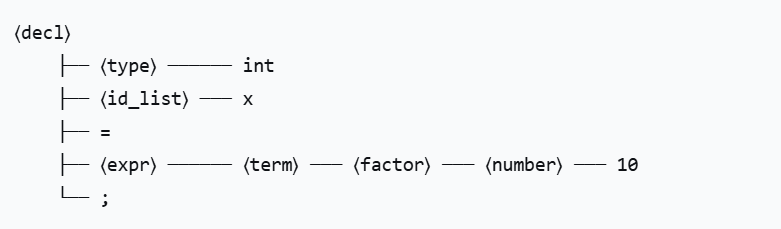 ⟨decl⟩
    ├── ⟨type⟩ ────── int
    ├── ⟨id_list⟩ ─── x
    ├── =
    ├── ⟨expr⟩ ────── ⟨term⟩ ─── ⟨factor⟩ ─── ⟨number⟩ ─── 10
    └── ;